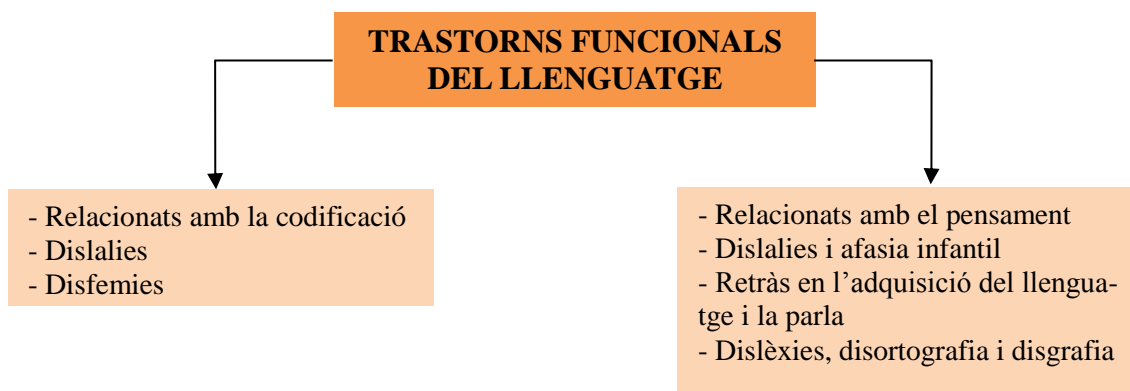 TRASTORNS FUNCIONALS
DEL LLENGUATGE
- Relacionats amb la codificació
- Dislalies
- Disfemies
- Relacionats amb el pensament
- Dislalies i afasia infantil
- Retràs en l’adquisició del llengua-
tge i la parla
- Dislèxies, disortografia i disgrafia